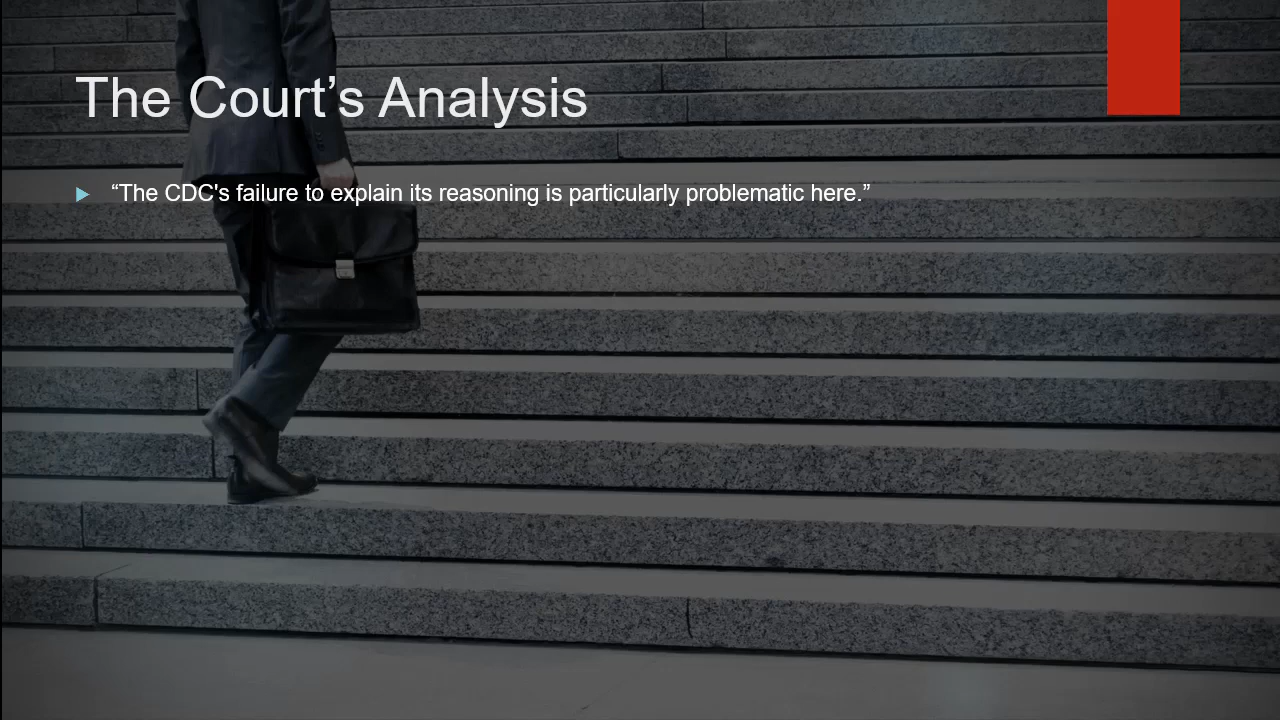 The Court’s Analysis
“The CDC's failure to explain its reasoning is particularly problematic here.”